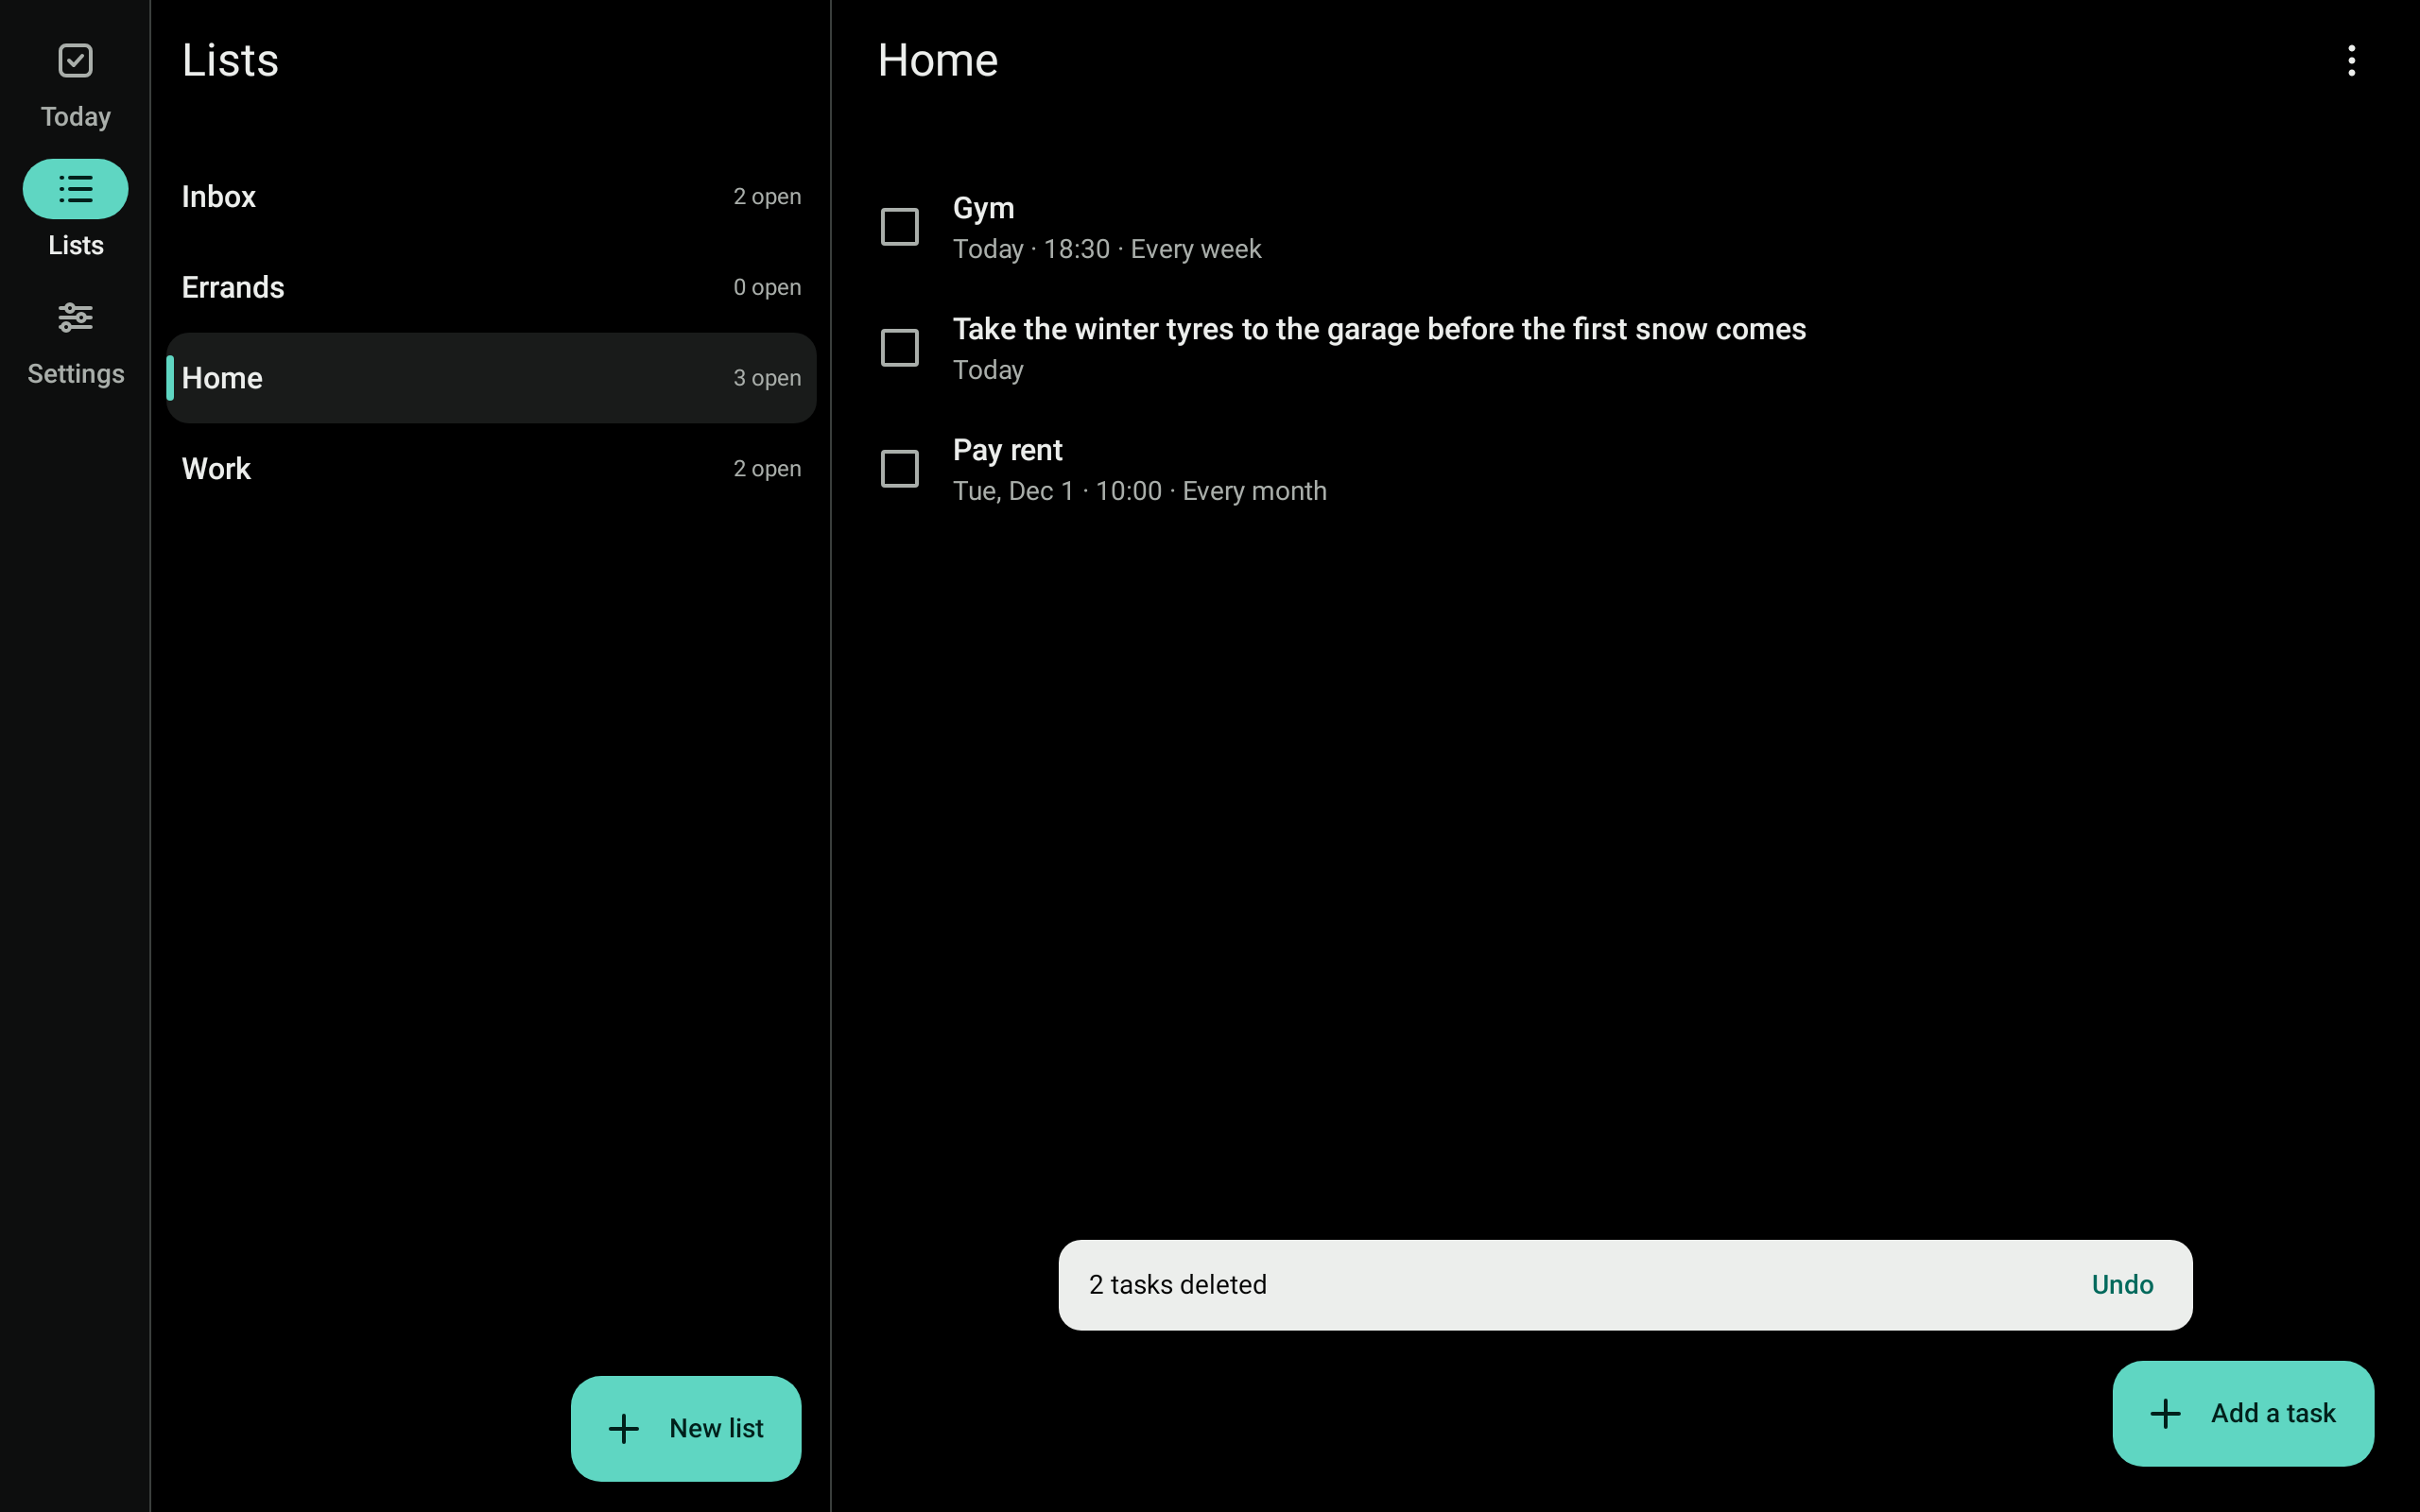 Today
Lists
Settings
Lists
Inbox
2 open
Errands
0 open
Home
3 open
Work
2 open
New list
Home
Gym
Today · 18:30 · Every week
Take the winter tyres to the garage before the first snow comes
Today
Pay rent
Tue, Dec 1 · 10:00 · Every month
2 tasks deleted
Undo
Add a task